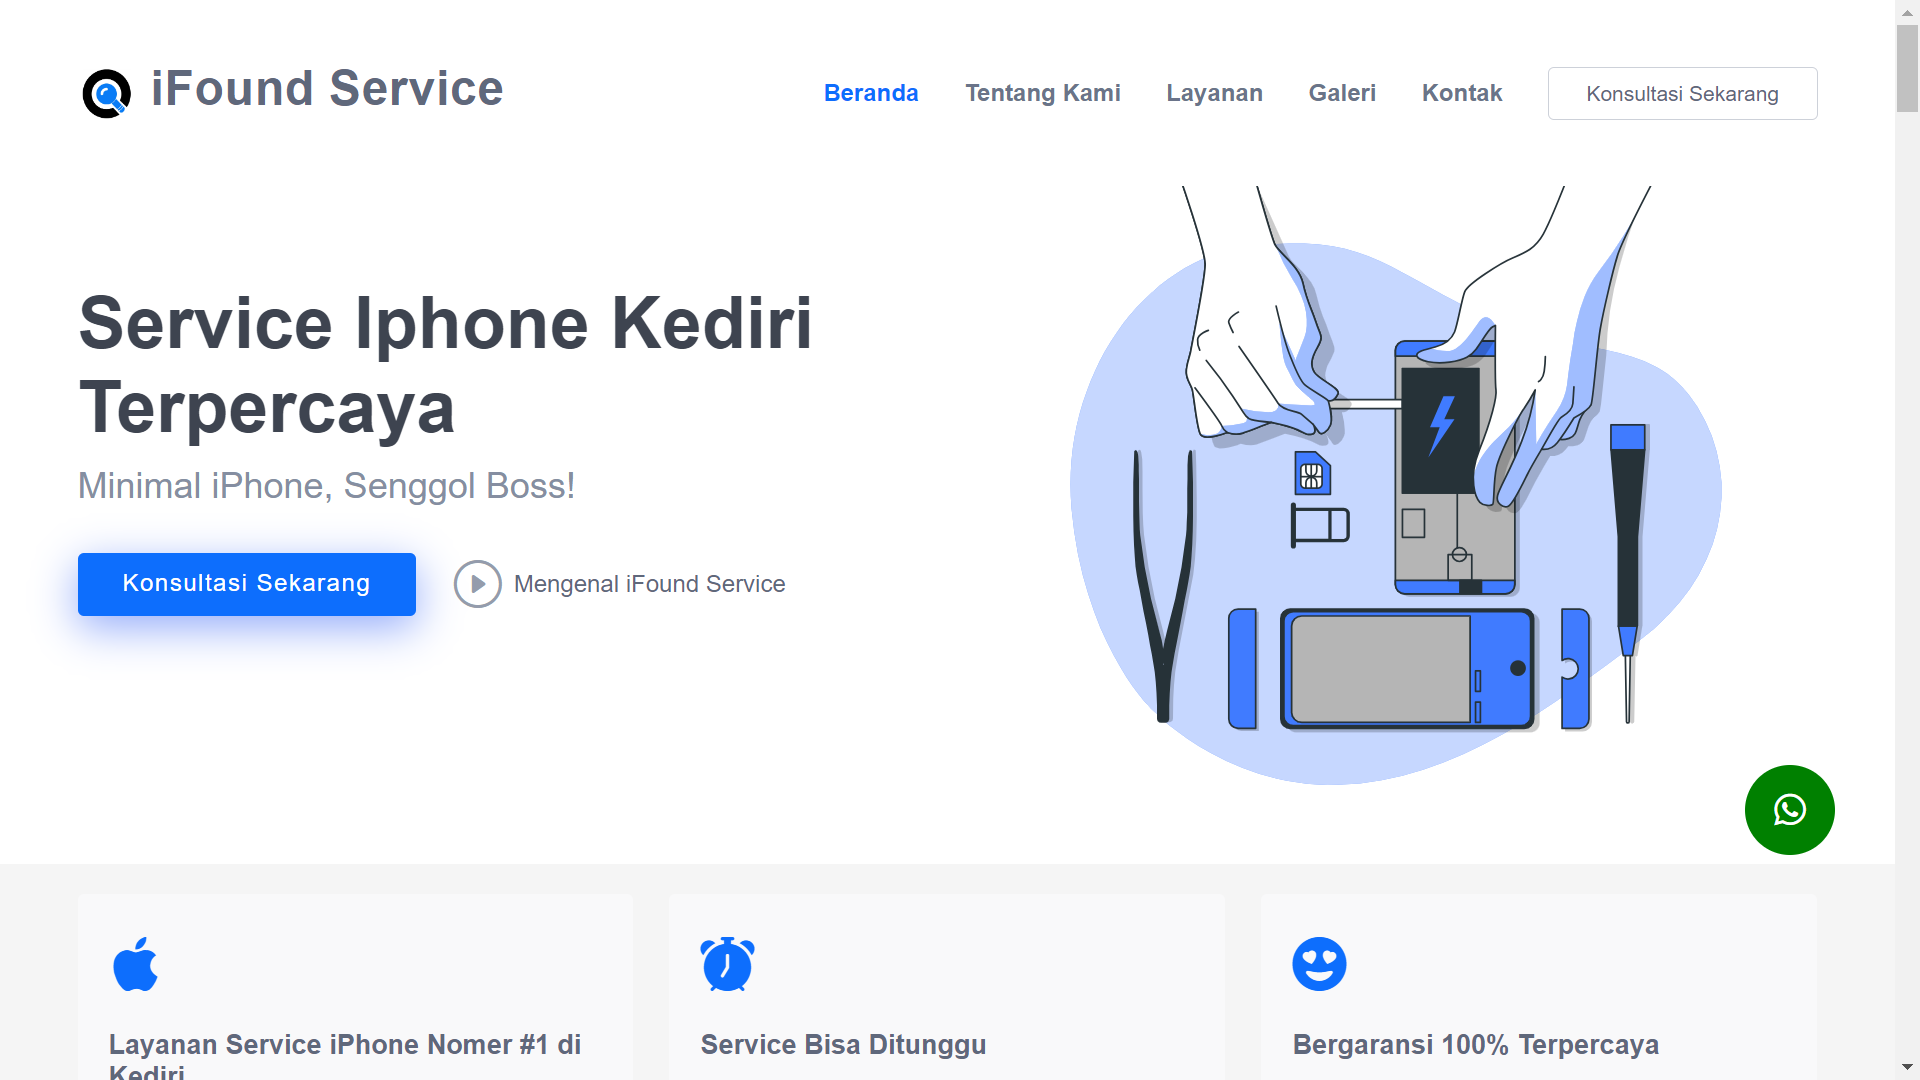 iFound Service
Beranda
Tentang Kami
Layanan
Galeri
Kontak
Konsultasi Sekarang
Service Iphone Kediri
Terpercaya
Minimal iPhone, Senggol Boss!
Konsultasi Sekarang
Mengenal iFound Service
Layanan Service iPhone Nomer #1 di
Kediri
Service Bisa Ditunggu
Bergaransi 100% Terpercaya